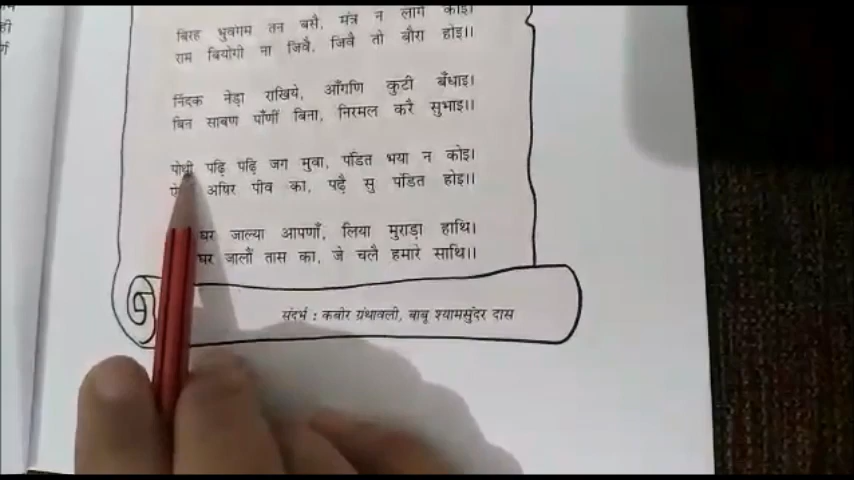 बिरह भुवंगम तन बसै, मंत्र न लागै कोइ।
राम बियोगी ना जिवै, जिवै तो बौरा होइ।।
निंदक नेड़ा राखिये, आँगणि कुटी बँधाइ।
बिन साबण पाँणीं बिना, निरमल करै सुभाइ।।
पोथी पढ़ि पढ़ि जग मुवा, पंडित भया न कोइ।
अषिर पीव का, पढ़ै सु पंडित होइ।।
घर जाल्या आपणाँ, लिया मुराड़ा हाथि।
घर जालौं तास का, जे चलै हमारे साथि।।
संदर्भ : कबीर ग्रंथावली, बाबू श्यामसुंदर दास